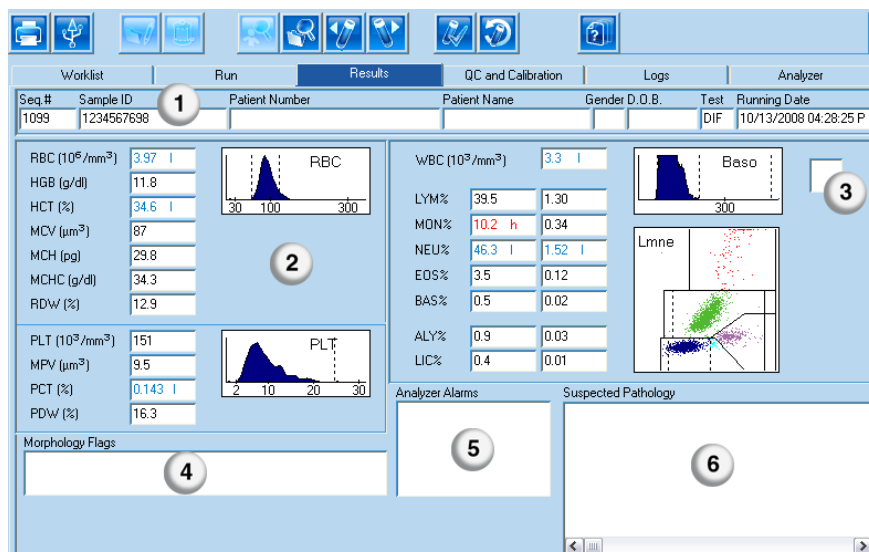 Worklist Run Results QC and Calibration Logs Analyzer
Seq.# Sample ID Patient Number Patient Name Gender D.O.B. Test Running Date
1099 1234567698 DIF 10/13/2008 04:28:25 P
1
RBC (10⁶/mm³) 3.97 l
HGB (g/dl) 11.8
HCT (%) 34.6 l
MCV (µm³) 87
MCH (pg) 29.8
MCHC (g/dl) 34.3
RDW (%) 12.9
RBC
30 100 300
2
PLT (10³/mm³) 151
MPV (µm³) 9.5
PCT (%) 0.143 l
PDW (%) 16.3
PLT
2 10 20 30
WBC (10³/mm³) 3.3 l
LYM% 39.5 1.30
MON% 10.2 h 0.34
NEU% 46.3 l 1.52 l
EOS% 3.5 0.12
BAS% 0.5 0.02
ALY% 0.9 0.03
LIC% 0.4 0.01
Baso
300
Lmne
3
Morphology Flags
4
Analyzer Alarms
5
Suspected Pathology
6